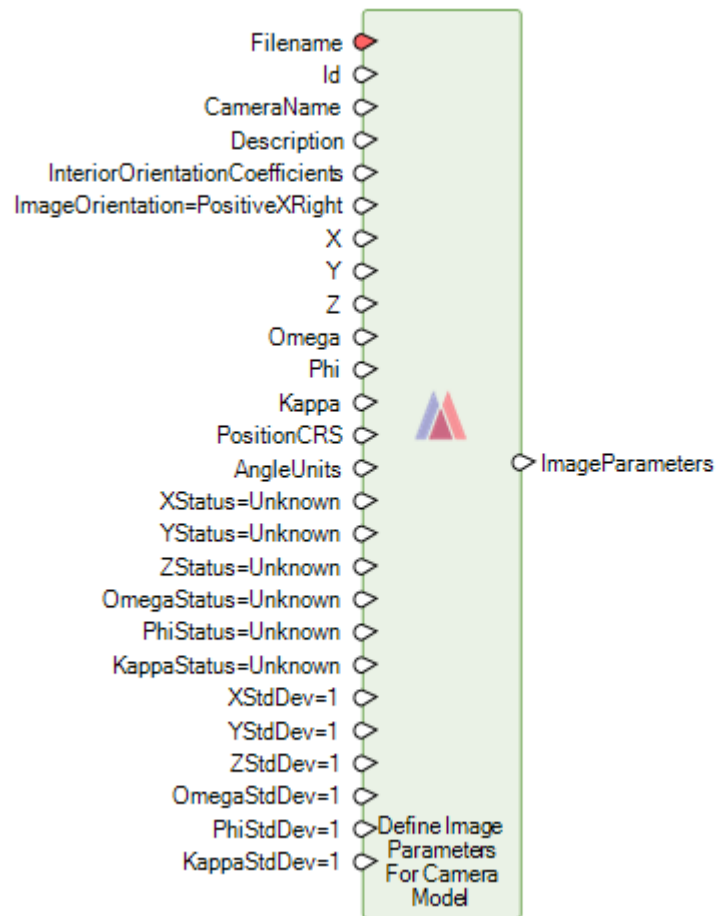 Filename
Id
CameraName
Description
InteriorOrientationCoefficients
ImageOrientation=PositiveXRight
X
Y
Z
Omega
Phi
Kappa
PositionCRS
AngleUnits
ImageParameters
XStatus=Unknown
YStatus=Unknown
ZStatus=Unknown
OmegaStatus=Unknown
PhiStatus=Unknown
KappaStatus=Unknown
XStdDev=1
YStdDev=1
ZStdDev=1
OmegaStdDev=1
PhiStdDev=1
KappaStdDev=1
Define Image
Parameters
For Camera
Model